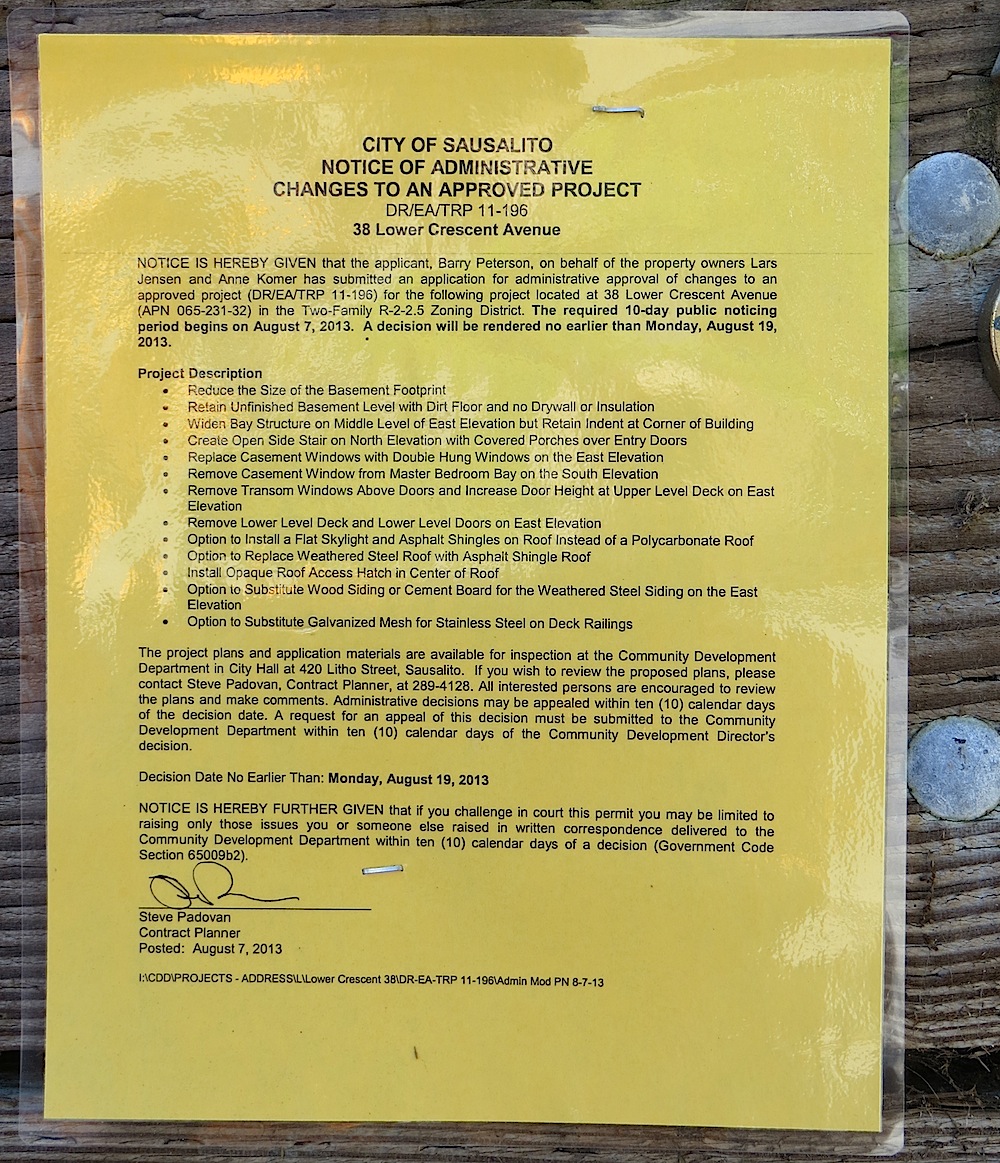 CITY OF SAUSALITO
NOTICE OF ADMINISTRATIVE
CHANGES TO AN APPROVED PROJECT
DR/EA/TRP 11-196
38 Lower Crescent Avenue
NOTICE IS HEREBY GIVEN that the applicant, Barry Peterson, on behalf of the property owners Lars
Jensen and Anne Komer has submitted an application for administrative approval of changes to an
approved project (DR/EA/TRP 11-196) for the following project located at 38 Lower Crescent Avenue
(APN 065-231-32) in the Two-Family R-2-2.5 Zoning District. The required 10-day public noticing
period begins on August 7, 2013. A decision will be rendered no earlier than Monday, August 19,
2013.
Project Description
• Reduce the Size of the Basement Footprint
• Retain Unfinished Basement Level with Dirt Floor and no Drywall or Insulation
• Widen Bay Structure on Middle Level of East Elevation but Retain Indent at Corner of Building
• Create Open Side Stair on North Elevation with Covered Porches over Entry Doors
• Replace Casement Windows with Double Hung Windows on the East Elevation
• Remove Casement Window from Master Bedroom Bay on the South Elevation
• Remove Transom Windows Above Doors and Increase Door Height at Upper Level Deck on East
Elevation
• Remove Lower Level Deck and Lower Level Doors on East Elevation
• Option to Install a Flat Skylight and Asphalt Shingles on Roof Instead of a Polycarbonate Roof
• Option to Replace Weathered Steel Roof with Asphalt Shingle Roof
• Install Opaque Roof Access Hatch in Center of Roof
• Option to Substitute Wood Siding or Cement Board for the Weathered Steel Siding on the East
Elevation
• Option to Substitute Galvanized Mesh for Stainless Steel on Deck Railings
The project plans and application materials are available for inspection at the Community Development
Department in City Hall at 420 Litho Street, Sausalito. If you wish to review the proposed plans, please
contact Steve Padovan, Contract Planner, at 289-4128. All interested persons are encouraged to review
the plans and make comments. Administrative decisions may be appealed within ten (10) calendar days
of the decision date. A request for an appeal of this decision must be submitted to the Community
Development Department within ten (10) calendar days of the Community Development Director's
decision.
Decision Date No Earlier Than: Monday, August 19, 2013
NOTICE IS HEREBY FURTHER GIVEN that if you challenge in court this permit you may be limited to
raising only those issues you or someone else raised in written correspondence delivered to the
Community Development Department within ten (10) calendar days of a decision (Government Code
Section 65009b2).
Steve Padovan
Contract Planner
Posted: August 7, 2013
I:\CDD\PROJECTS - ADDRESS\L\Lower Crescent 38\DR-EA-TRP 11-196\Admin Mod PN 8-7-13